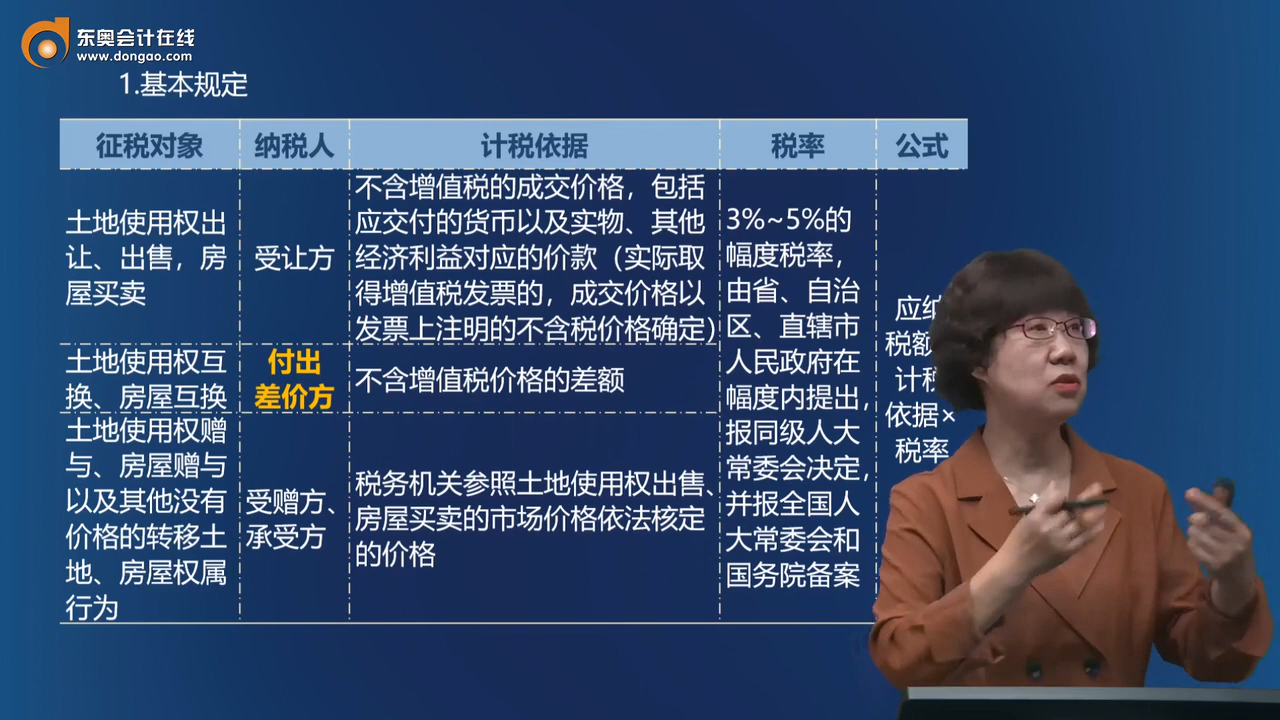 东奥会计在线
www.dongao.com
1.基本规定
征税对象
纳税人
计税依据
税率
公式
土地使用权出
让、出售，房
屋买卖
受让方
不含增值税的成交价格，包括
应交付的货币以及实物、其他
经济利益对应的价款（实际取
得增值税发票的，成交价格以
发票上注明的不含税价格确定）
土地使用权互
换、房屋互换
付出
差价方
不含增值税价格的差额
土地使用权赠
与、房屋赠与
以及其他没有
价格的转移土
地、房屋权属
行为
受赠方、
承受方
税务机关参照土地使用权出售、
房屋买卖的市场价格依法核定
的价格
3%~5%的
幅度税率，
由省、自治
区、直辖市
人民政府在
幅度内提出，
报同级人大
常委会决定，
并报全国人
大常委会和
国务院备案
应纳
税额
计税
依据×
税率